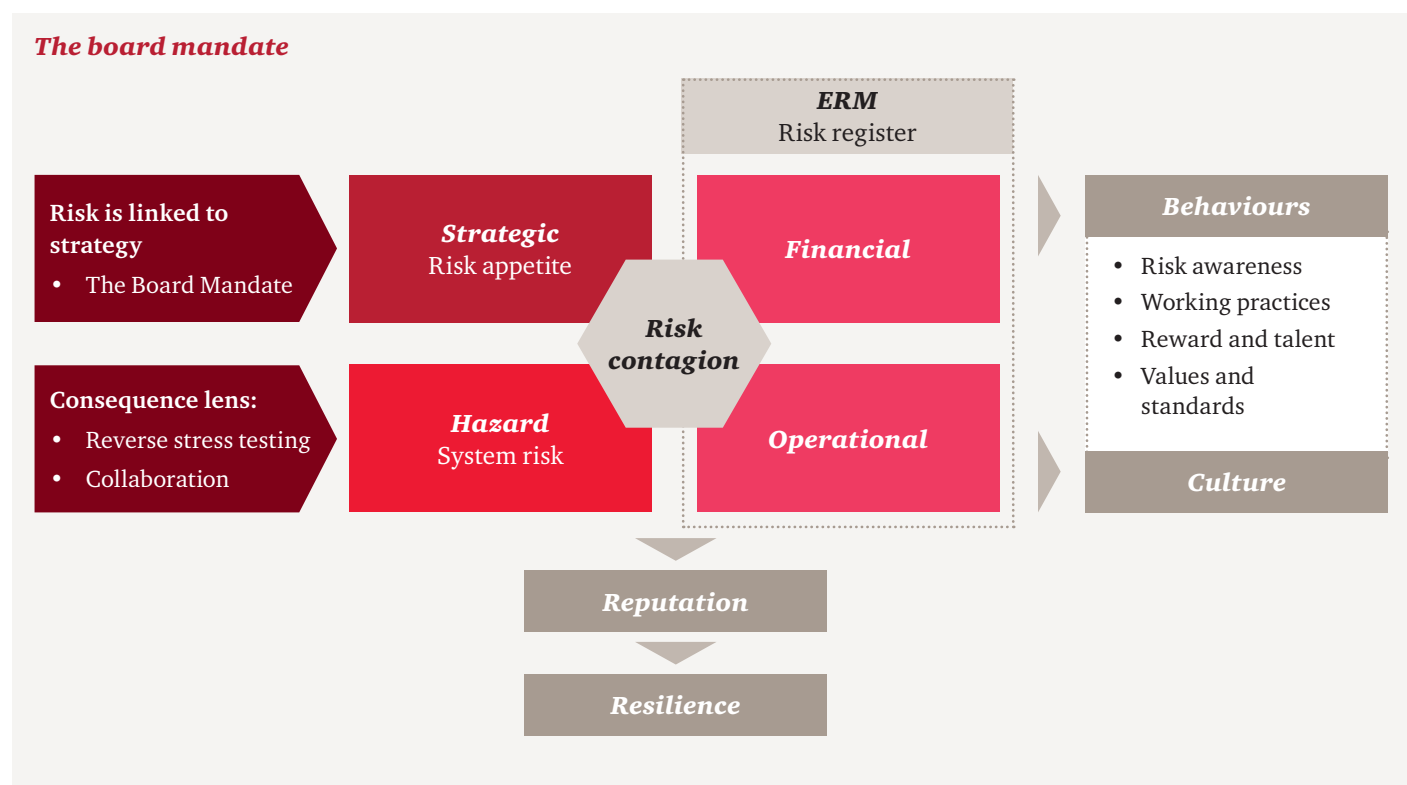 The board mandate
ERM
Risk register
Risk is linked to
strategy
• The Board Mandate
Strategic
Risk appetite
Financial
Behaviours
• Risk awareness
• Working practices
• Reward and talent
• Values and
standards
Risk
contagion
Consequence lens:
• Reverse stress testing
• Collaboration
Hazard
System risk
Operational
Culture
Reputation
Resilience